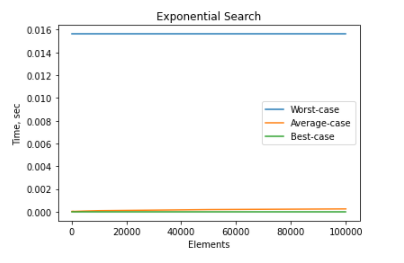 Exponential Search
0.016
0.014
0.012
0.010
0.008
0.006
0.004
0.002
0.000
Time, sec
Worst-case
Average-case
Best-case
0 20000 40000 60000 80000 100000
Elements